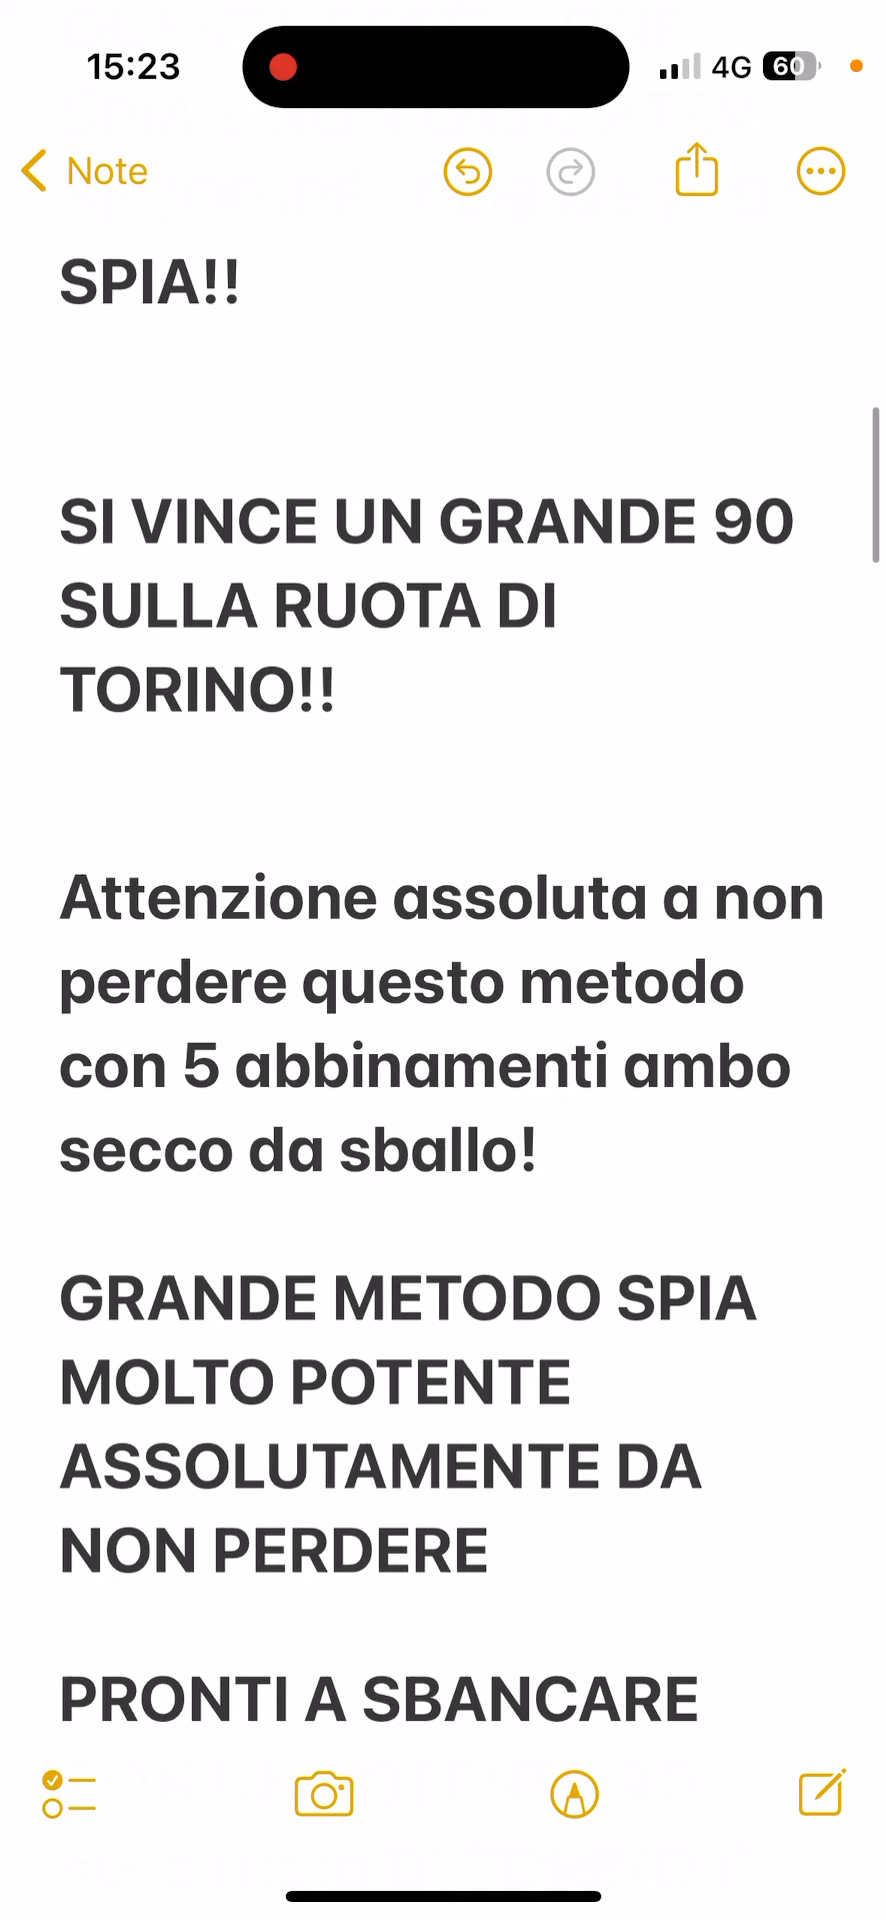 15:23
4G
60
Note
SPIA!!
SI VINCE UN GRANDE 90
SULLA RUOTA DI
TORINO!!
Attenzione assoluta a non
perdere questo metodo
con 5 abbinamenti ambo
secco da sballo!
GRANDE METODO SPIA
MOLTO POTENTE
ASSOLUTAMENTE DA
NON PERDERE
PRONTI A SBANCARE